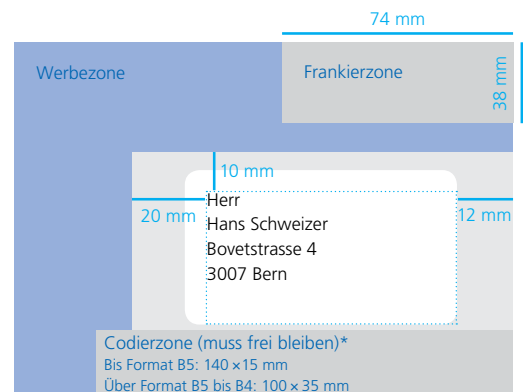 74 mm
Werbezone
Frankierzone
38 mm
10 mm
20 mm
12 mm
Herr
Hans Schweizer
Bovetstrasse 4
3007 Bern
Codierzone (muss frei bleiben)*
Bis Format B5: 140 × 15 mm
Über Format B5 bis B4: 100 × 35 mm